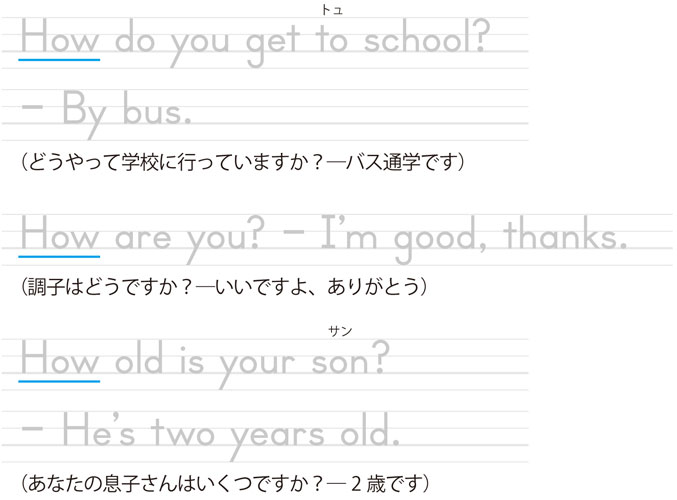 トュ
How do you get to school?
− By bus.
（どうやって学校に行っていますか？―バス通学です）
How are you? − I’m good, thanks.
（調子はどうですか？―いいですよ、ありがとう）
サン
How old is your son?
− He’s two years old.
（あなたの息子さんはいくつですか？― 2 歳です）